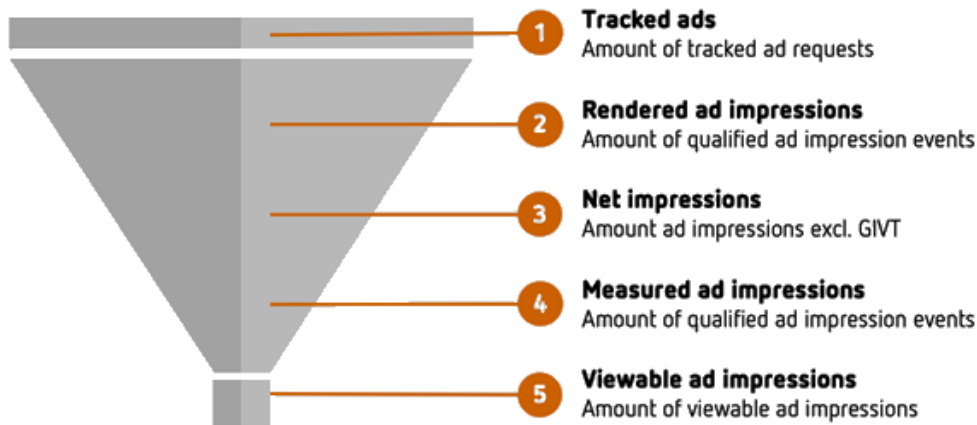 1
Tracked ads
Amount of tracked ad requests
2
Rendered ad impressions
Amount of qualified ad impression events
3
Net impressions
Amount ad impressions excl. GIVT
4
Measured ad impressions
Amount of qualified ad impression events
5
Viewable ad impressions
Amount of viewable ad impressions